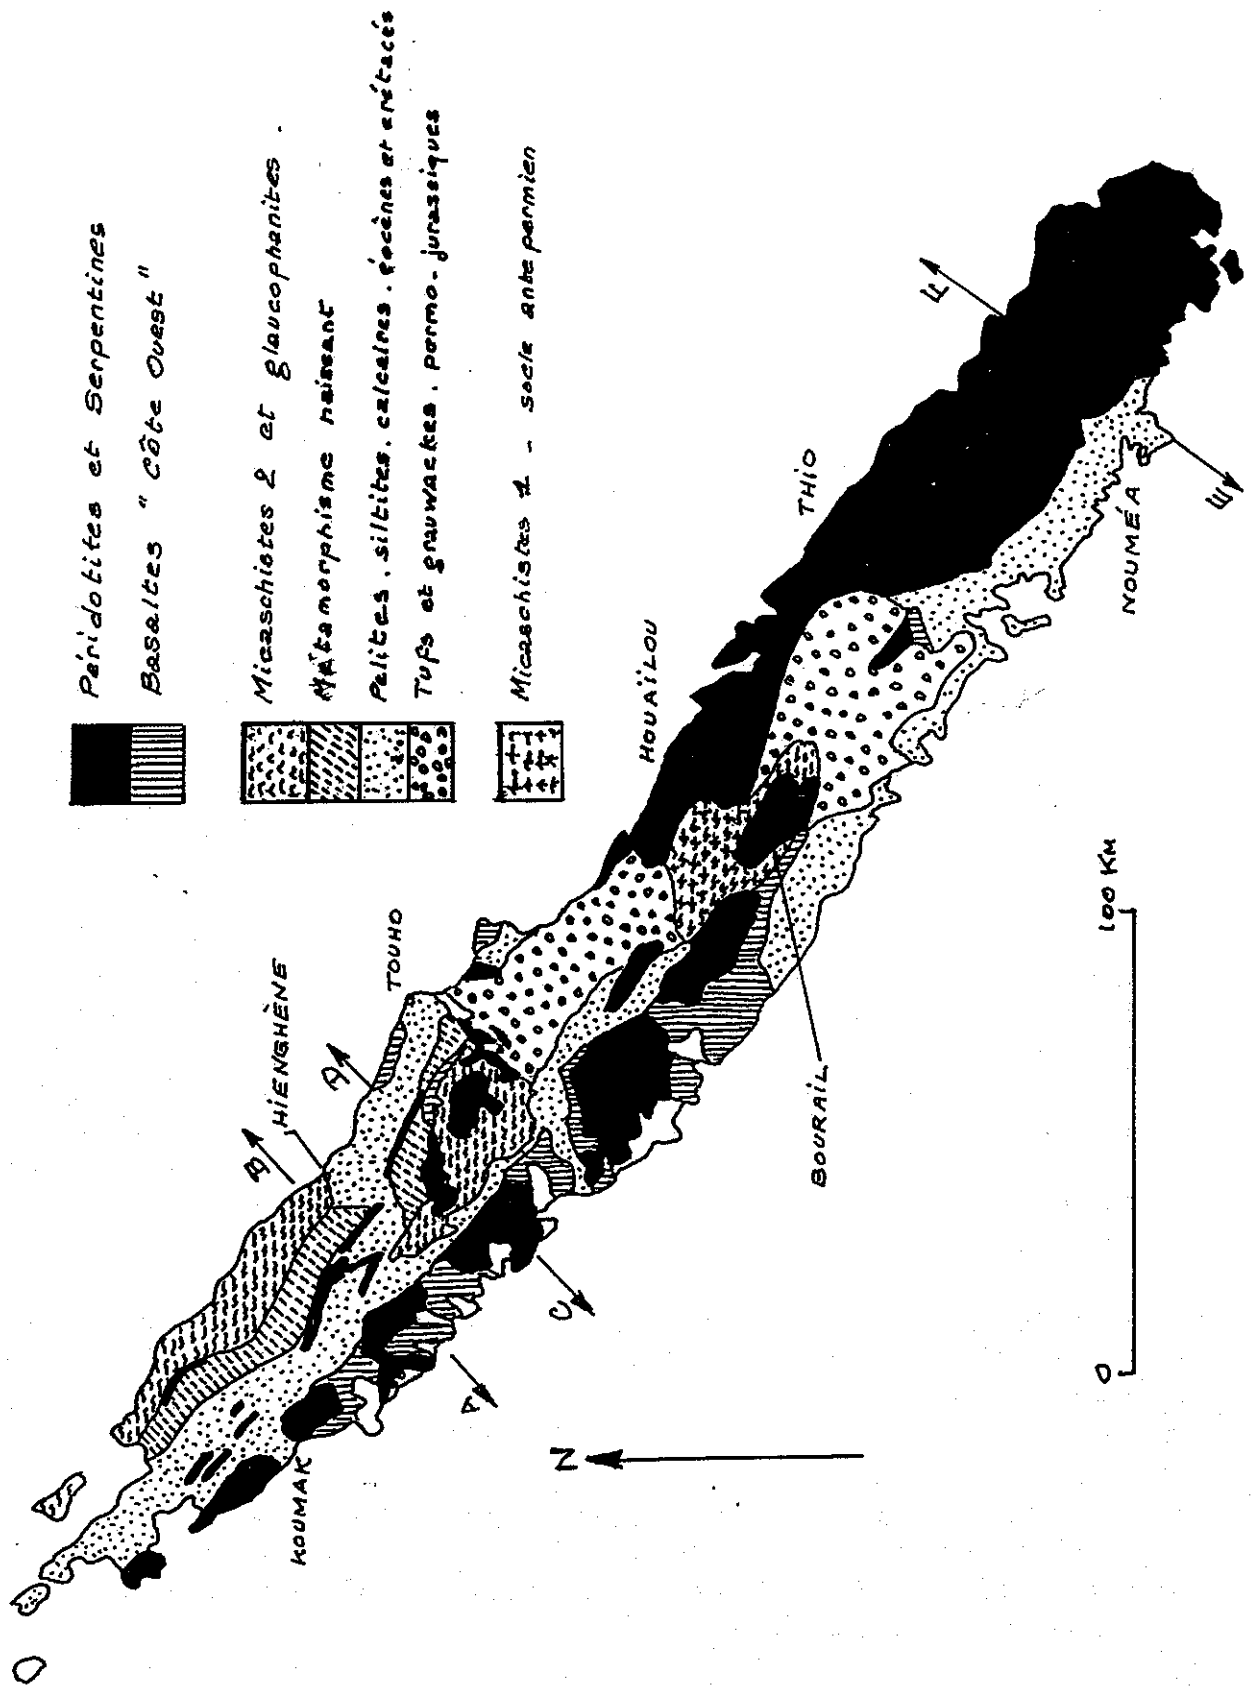 Péridotites et Serpentines
Basaltes "Côte Ouest"
Micaschistes 2 et glaucophanites.
Métamorphisme naissant
Pelites, siltites, calcaires, éocènes et crétacés
Tufs et grauwackes, permo-jurassiques
Micaschistes 1 - socle antepermien
HIENGHÈNE
TOUHO
HOUAÏLOU
THIO
NOUMÉA
BOURAIL
KOUMAK
A
B
A
C
E
E
N
0
100 KM